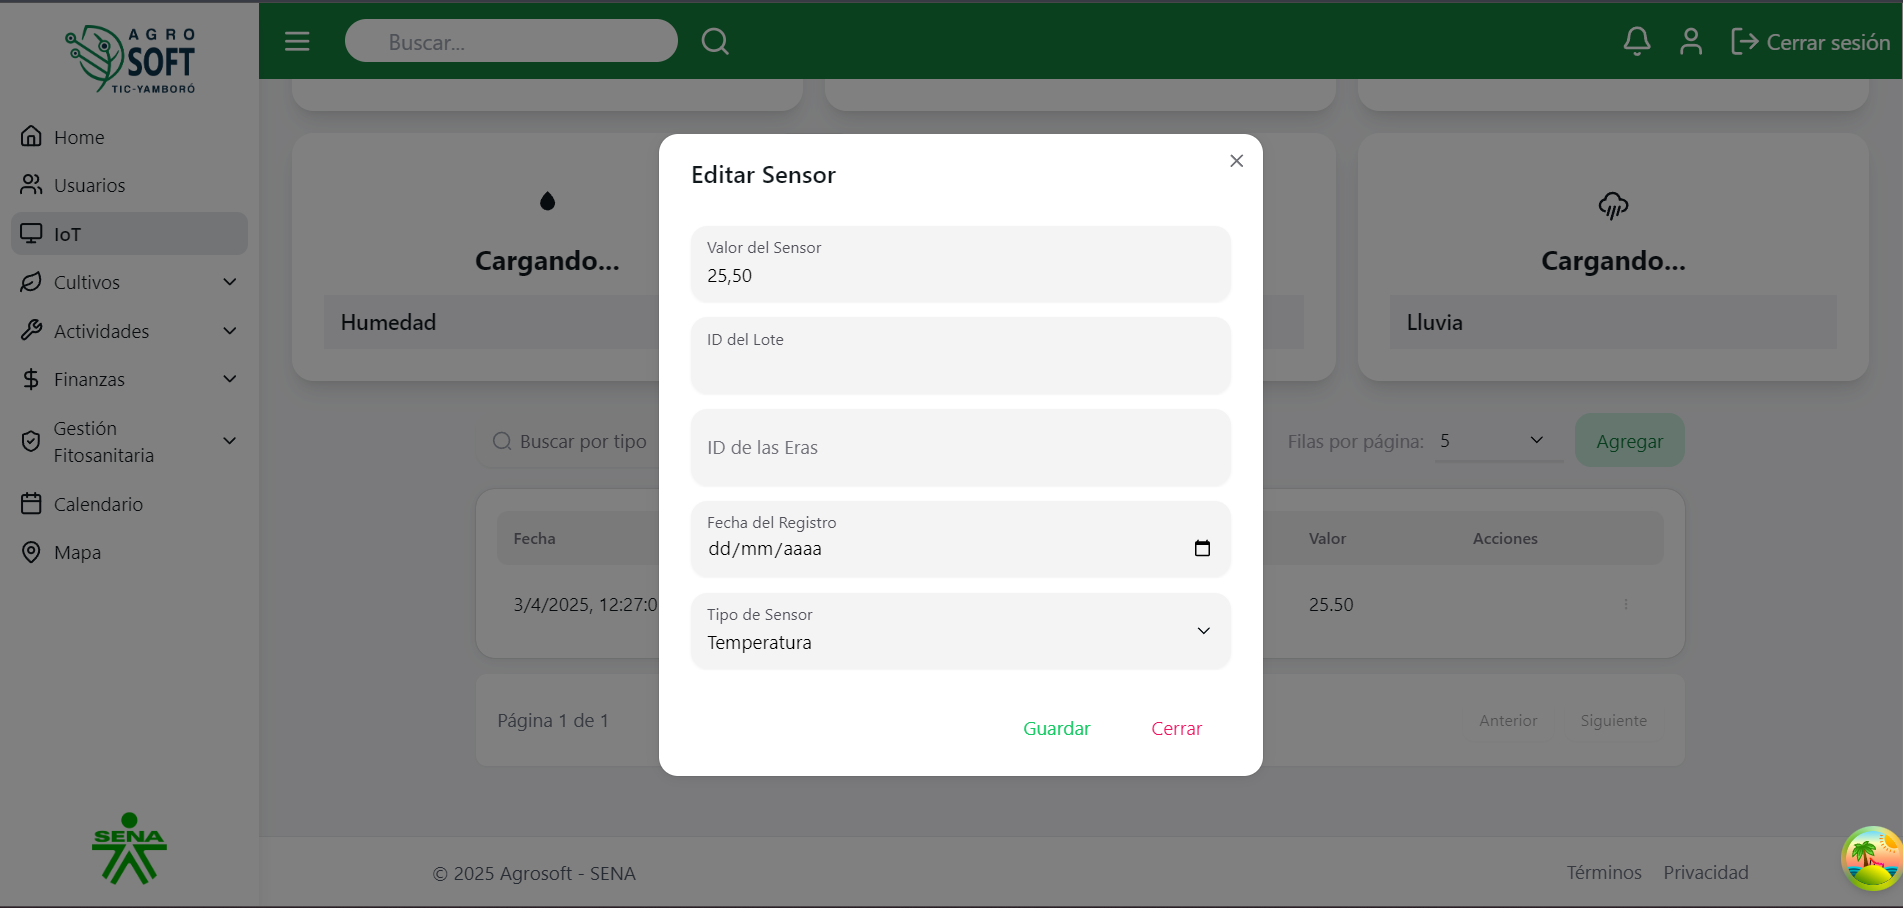 AGRO
SOFT
TIC-YAMBORÓ
Home
Usuarios
IoT
Cultivos
Actividades
Finanzas
Gestión
Fitosanitaria
Calendario
Mapa
SENA
Buscar...
Cerrar sesión
Cargando...
Humedad
Cargando...
Lluvia
Buscar por tipo
Filas por página: 5
Agregar
Fecha
Valor
Acciones
3/4/2025, 12:27:0
25.50
Página 1 de 1
Anterior
Siguiente
Editar Sensor
Valor del Sensor
25,50
ID del Lote
ID de las Eras
Fecha del Registro
dd/mm/aaaa
Tipo de Sensor
Temperatura
Guardar
Cerrar
© 2025 Agrosoft - SENA
Términos
Privacidad